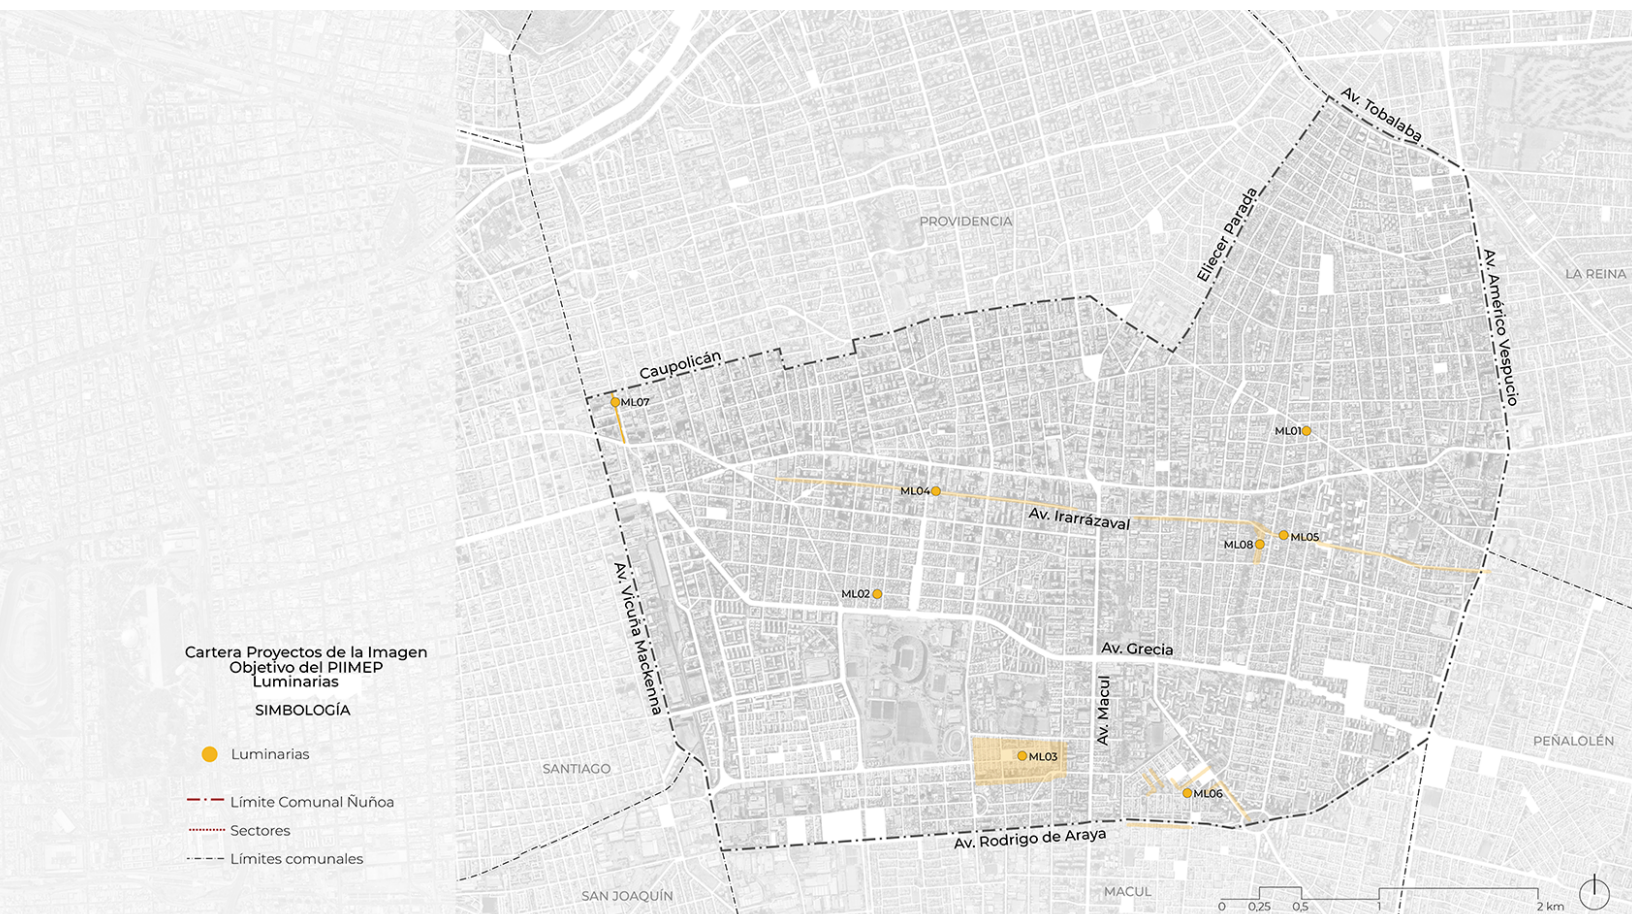 Av. Tobalaba
PROVIDENCIA
Eliecer Parada
LA REINA
Av. Américo Vespucio
Caupolicán
ML07
ML01
ML04
Av. Irarrázaval
ML08
ML05
ML02
Av. Vicuña Mackenna
Av. Grecia
Av. Macul
ML03
ML06
PEÑALOLÉN
SANTIAGO
Av. Rodrigo de Araya
SAN JOAQUÍN
MACUL
Cartera Proyectos de la Imagen
Objetivo del PIIMEP
Luminarias
SIMBOLOGÍA
Luminarias
Límite Comunal Ñuñoa
Sectores
Límites comunales
0 0,25 0,5 1 2 km